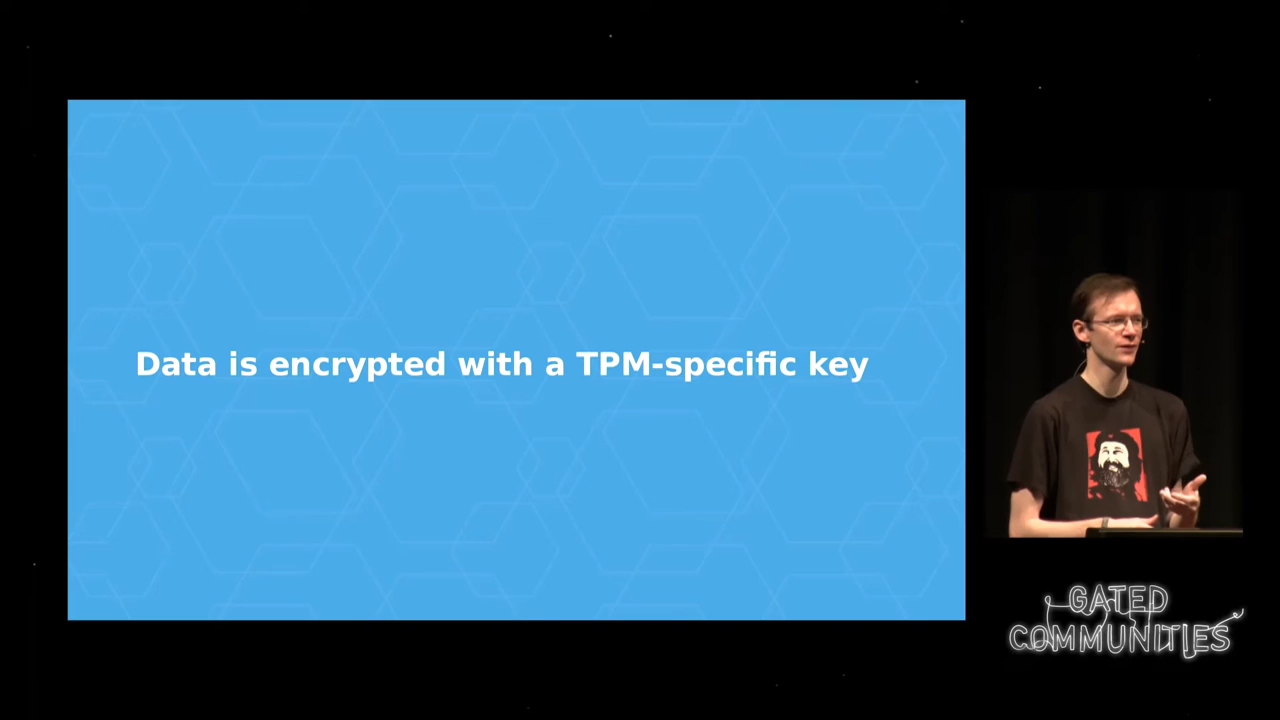 Data is encrypted with a TPM-specific key
GATED
COMMUNITIES